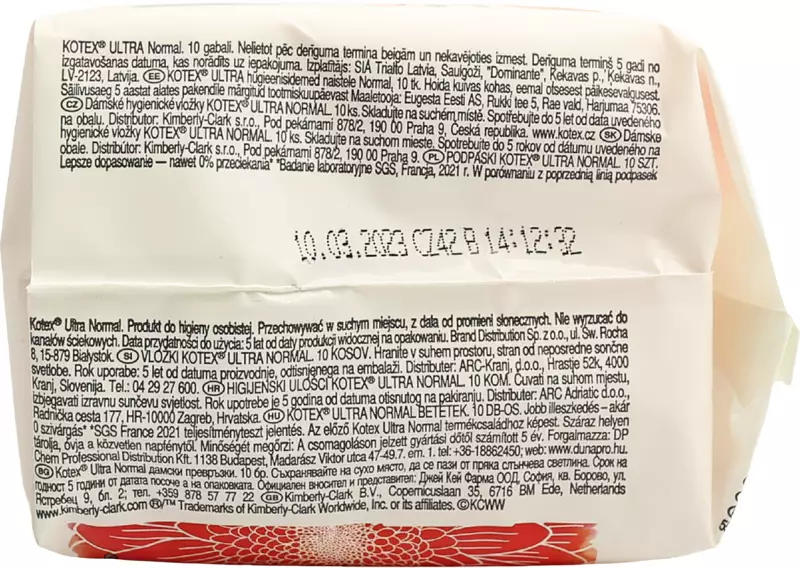 KOTEX® ULTRA Normal. 10 gabali. Nelietot pēc derīguma termiņa beigām un nekavējoties izmest. Derīguma termiņš 5 gadi no
izgatavošanas datuma, kas norādīts uz iepakojuma. Izplatītājs: SIA Trialto Latvia, Saulgoži, "Dominante", Ķekavas p., Ķekavas n.,
LV-2123, Latvija. EE KOTEX® ULTRA hügieenisidemed naistele Normal, 10 tk. Hoida kuivas kohas, eemal otsesest päikesevalgusest.
Säilivusaeg 5 aastat alates pakendile märgitud tootmiskuupäevast Maaletooja: Eugesta Eesti AS, Rukki tee 5, Rae vald, Harjumaa 75306.
CZ Dámské hygienické vložky KOTEX® ULTRA NORMAL. 10 ks. Skladujte na suchém místě. Spotřebujte do 5 let od data uvedeného
na obalu. Distributor: Kimberly-Clark s.r.o., Pod pekárnami 878/2, 190 00 Praha 9, Česká republika. www.kotex.cz SK Dámske
hygienické vložky KOTEX® ULTRA NORMAL. 10 ks. Skladujte na suchom mieste. Spotrebujte do 5 rokov od dátumu uvedeného na
obale. Distribútor: Kimberly-Clark s.r.o., Pod pekárnami 878/2, 190 00 Praha 9. PL PODPASKI KOTEX® ULTRA NORMAL. 10 SZT.
Lepsze dopasowanie — nawet 0% przeciekania* *Badanie laboratoryjne SGS, Francja, 2021 r. W porównaniu z poprzednią linią podpasek
10.03.2023 CZ42 B 14:12:32
Kotex® Ultra Normal. Produkt do higieny osobistej. Przechowywać w suchym miejscu, z dala od promieni słonecznych. Nie wyrzucać do
kanałów ściekowych. Data przydatności do użycia: 5 lat od daty produkcji widocznej na opakowaniu. Brand Distribution Sp. z o.o., ul. Św. Rocha
8, 15-879 Białystok. SI VLOŽKI KOTEX® ULTRA NORMAL. 10 KOSOV. Hranite v suhem prostoru, stran od neposredne sončne
svetlobe. Rok uporabe: 5 let od datuma proizvodnje, odtisnjenega na embalaži. Distributer: ARC-Kranj, d.o.o., Hrastje 52k, 4000
Kranj, Slovenija. Tel.: 04 29 27 600. HR HIGIJENSKI ULOŠCI KOTEX® ULTRA NORMAL. 10 KOM. Čuvati na suhom mjestu,
izbjegavati izravnu sunčevu svjetlost. Rok upotrebe je 5 godina od datuma otisnutog na pakiranju. Distributer: ARC Adriatic d.o.o.,
Radnička cesta 177, HR-10000 Zagreb, Hrvatska. HU KOTEX® ULTRA NORMAL BETÉTEK. 10 DB-OS. Jobb illeszkedés – akár
0 szivárgás* *SGS France 2021 teljesítményteszt jelentés. Az előző Kotex Ultra Normal termékcsaládhoz képest. Száraz helyen
tárolja, óvja a közvetlen napfénytől. Minőségét megőrzi: A csomagoláson jelzett gyártási dőtől számított 5 év. Forgalmazza: DP
Chem Professional Distribution Kft. 1138 Budapest, Madarász Viktor utca 47-49.7. em. 1. tel:+36-18862450; web: www.dunapro.hu.
BG Kotex® Ultra Normal дамски превръзки. 10 бр. Съхранявайте на сухо място, да се пази от пряка слънчева светлина. Срок на
годност 5 години от датата посоче а на опаковката. Официален вносител и представител: Джей Кей Фарма ООД, София, кв. Борово, ул.
Ястребец 9, бл. 2; тел. +359 878 57 77 22 GB Kimberly-Clark B.V., Copernicuslaan 35, 6716 BM Ede, Netherlands
www.kimberly-clark.com ®/™ Trademarks of Kimberly-Clark Worldwide, Inc. or its affiliates. ©KCWW